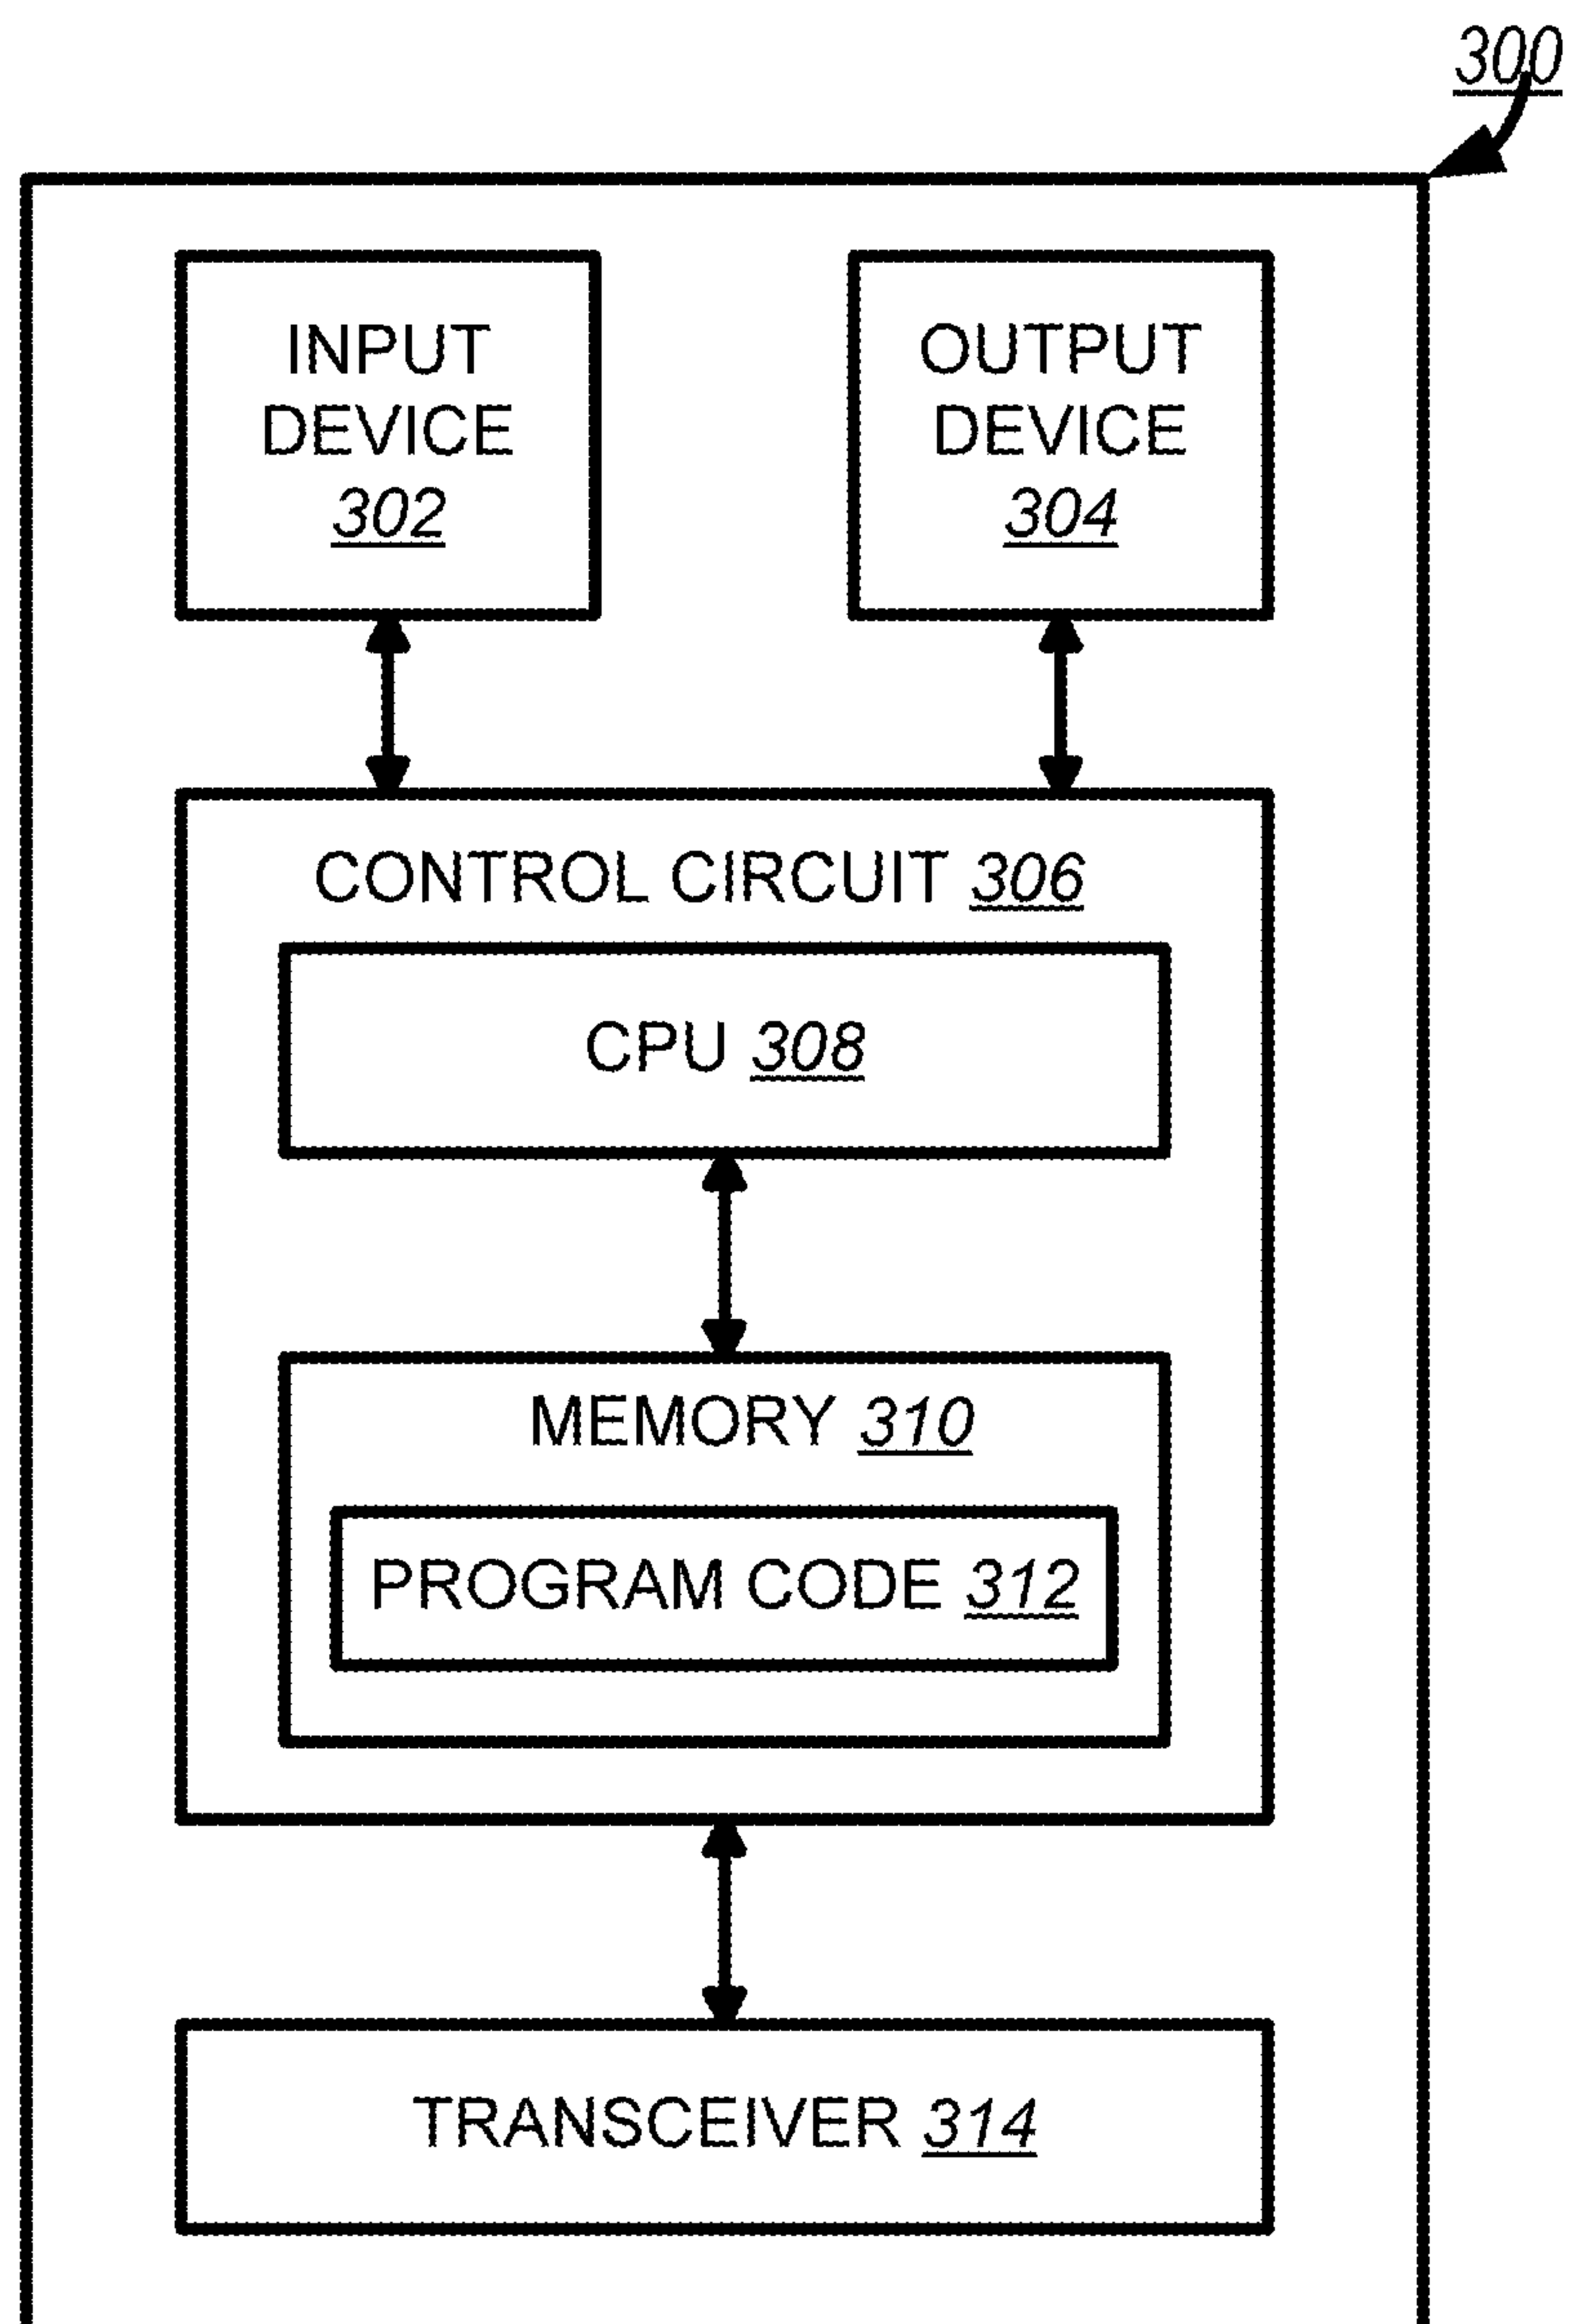 300
INPUT
DEVICE
302
OUTPUT
DEVICE
304
CONTROL CIRCUIT 306
CPU 308
MEMORY 310
PROGRAM CODE 312
TRANSCEIVER 314